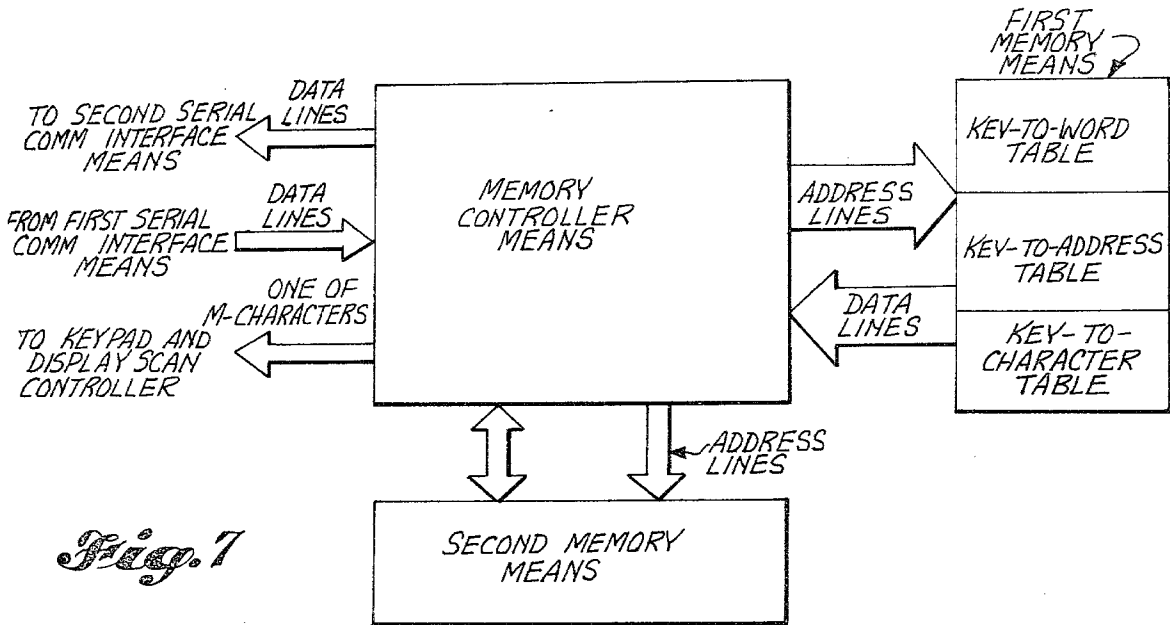 FIRST
MEMORY
MEANS
DATA
LINES
TO SECOND SERIAL
COMM INTERFACE
MEANS
DATA
LINES
FROM FIRST SERIAL
COMM INTERFACE
MEANS
ONE OF
M-CHARACTERS
TO KEYPAD AND
DISPLAY SCAN
CONTROLLER
MEMORY
CONTROLLER
MEANS
ADDRESS
LINES
DATA
LINES
KEY-TO-WORD
TABLE
KEY-TO-ADDRESS
TABLE
KEY-TO-
CHARACTER
TABLE
ADDRESS
LINES
SECOND MEMORY
MEANS
Fig. 7